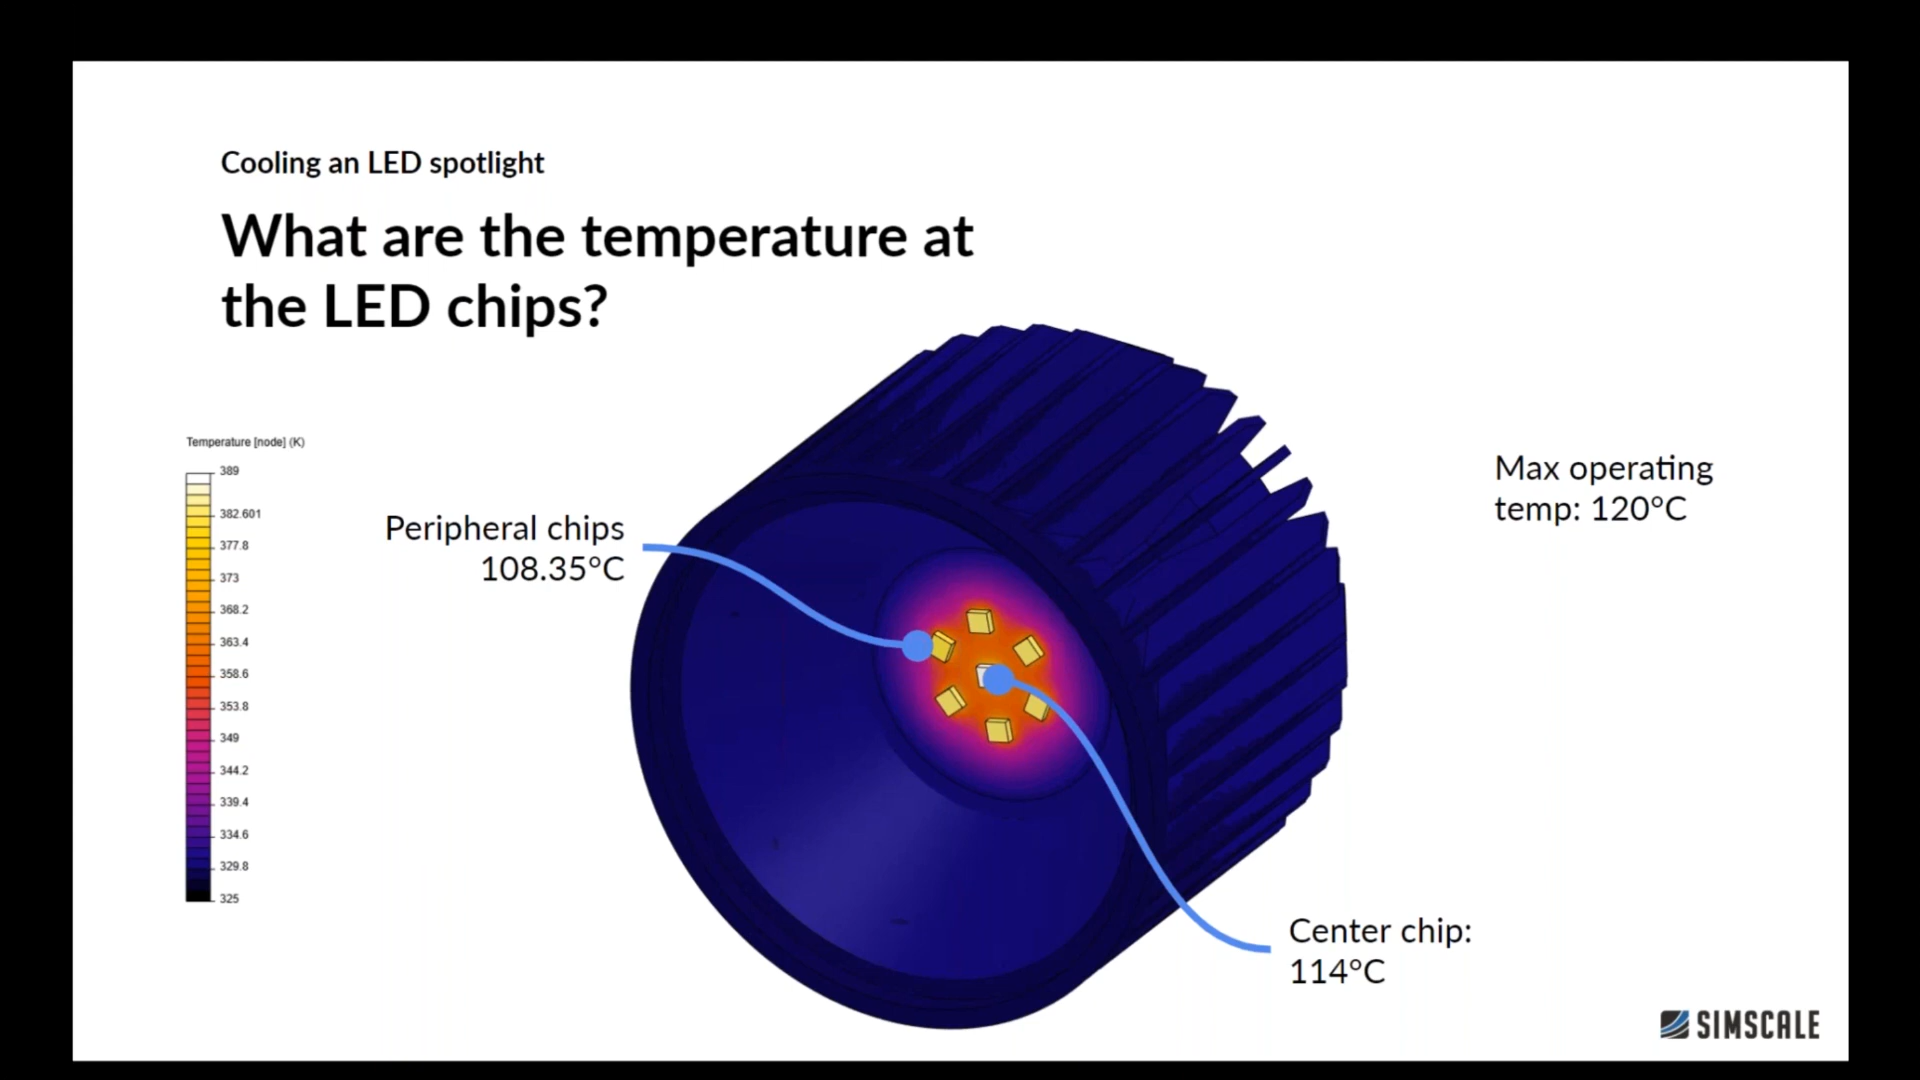 Cooling an LED spotlight
What are the temperature at
the LED chips?
Temperature [node] (K)
389
382.601
377.8
373
368.2
363.4
358.6
353.8
349
344.2
339.4
334.6
329.8
325
Peripheral chips
108.35°C
Max operating
temp: 120°C
Center chip:
114°C
SIMSCALE